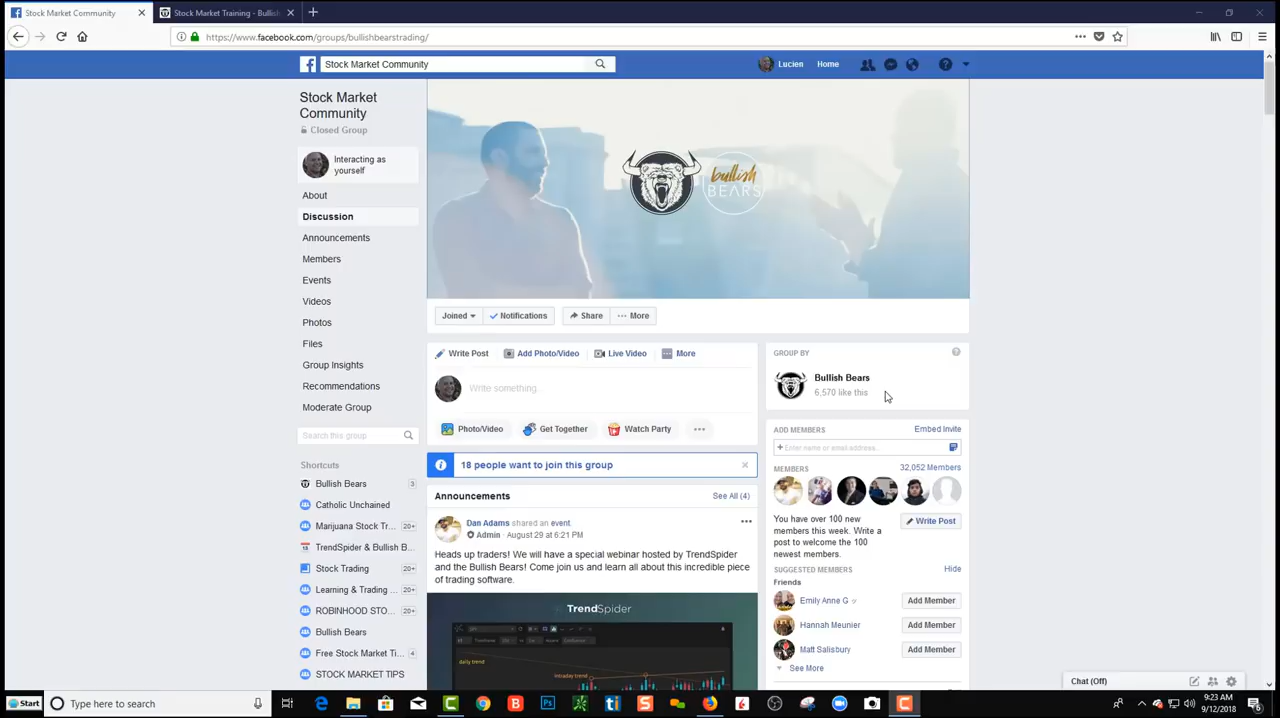 Stock Market Community
Stock Market Training - Bullish
https://www.facebook.com/groups/bullishbearstrading/
Stock Market Community
Lucien
Home
Stock Market
Community
Closed Group
Interacting as
yourself
About
Discussion
Announcements
Members
Events
Videos
Photos
Files
Group Insights
Recommendations
Moderate Group
Search this group
Shortcuts
Bullish Bears 3
Catholic Unchained
Marijuana Stock Tr... 20+
TrendSpider & Bullish B...
Stock Trading 20+
Learning & Trading ... 20+
ROBINHOOD STO... 20+
Bullish Bears
Free Stock Market Ti... 4
STOCK MARKET TIPS
bullish
BEARS
Joined
Notifications
Share
More
Write Post
Add Photo/Video
Live Video
More
Write something...
Photo/Video
Get Together
Watch Party
18 people want to join this group
Announcements
See All (4)
Dan Adams shared an event.
Admin · August 29 at 6:21 PM
Heads up traders! We will have a special webinar hosted by TrendSpider
and the Bullish Bears! Come join us and learn all about this incredible piece
of trading software.
TrendSpider
daily trend
intraday trend
GROUP BY
Bullish Bears
6,570 like this
ADD MEMBERS
Embed Invite
Enter name or email address...
MEMBERS
32,052 Members
You have over 100 new
members this week. Write a
post to welcome the 100
newest members.
Write Post
SUGGESTED MEMBERS
Hide
Friends
Emily Anne G
Add Member
Hannah Meunier
Add Member
Matt Salisbury
Add Member
See More
Chat (Off)
Start
Type here to search
9:23 AM
9/12/2018